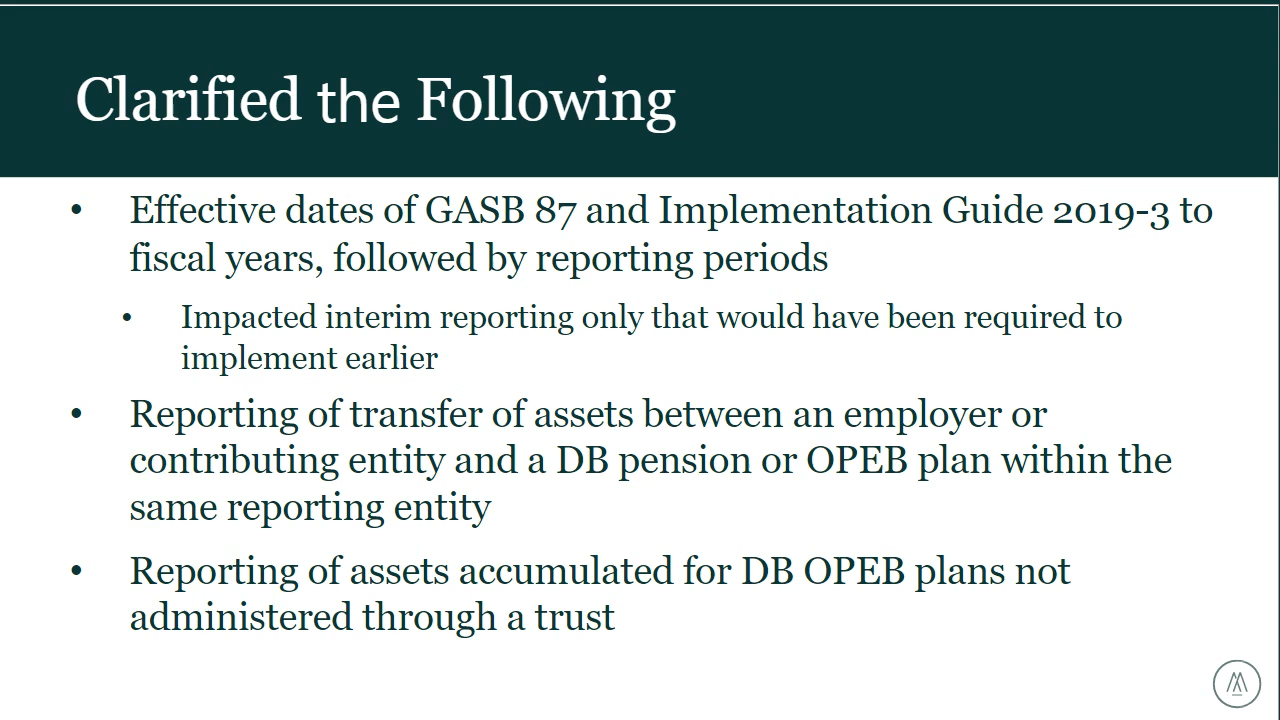 Clarified the Following
• Effective dates of GASB 87 and Implementation Guide 2019-3 to
fiscal years, followed by reporting periods
• Impacted interim reporting only that would have been required to
implement earlier
• Reporting of transfer of assets between an employer or
contributing entity and a DB pension or OPEB plan within the
same reporting entity
• Reporting of assets accumulated for DB OPEB plans not
administered through a trust